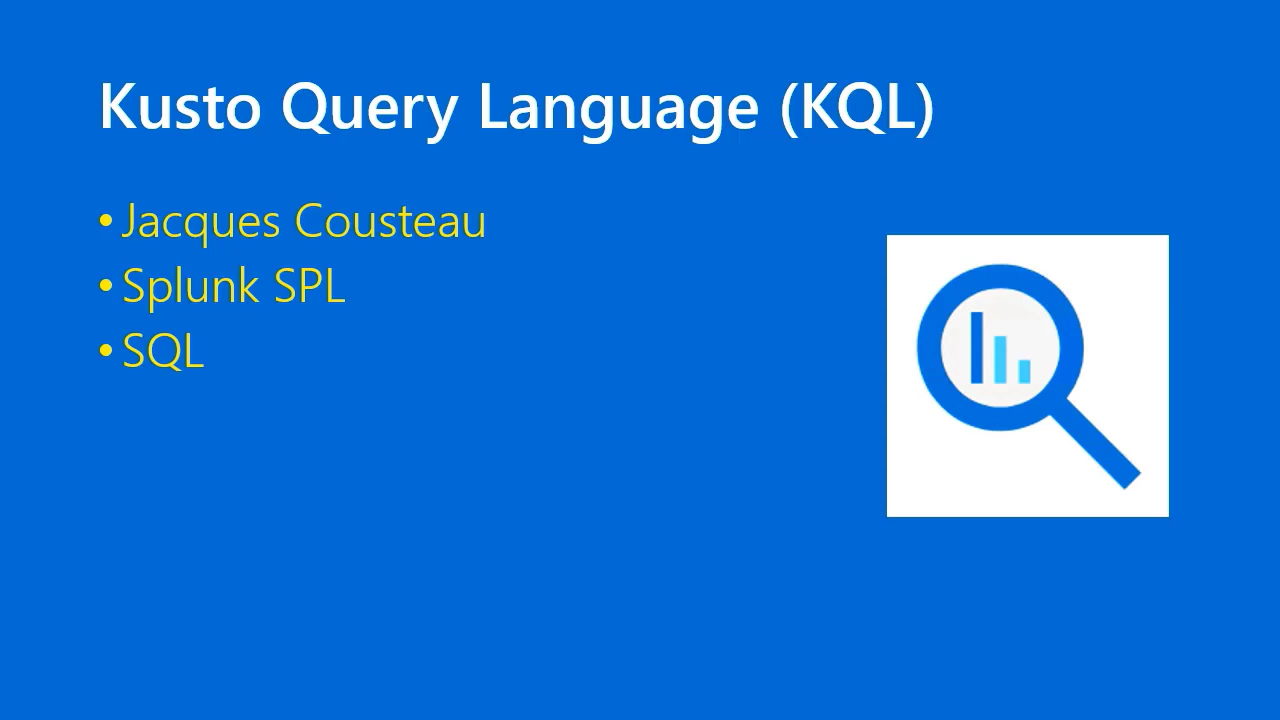 Kusto Query Language (KQL)
• Jacques Cousteau
• Splunk SPL
• SQL